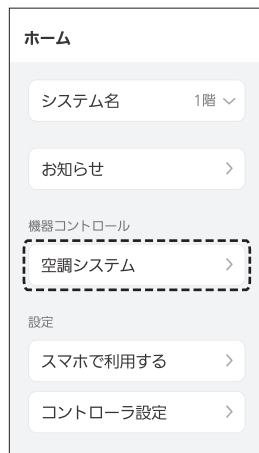 ホーム
システム名 1階
お知らせ
機器コントロール
空調システム
設定
スマホで利用する
コントローラ設定